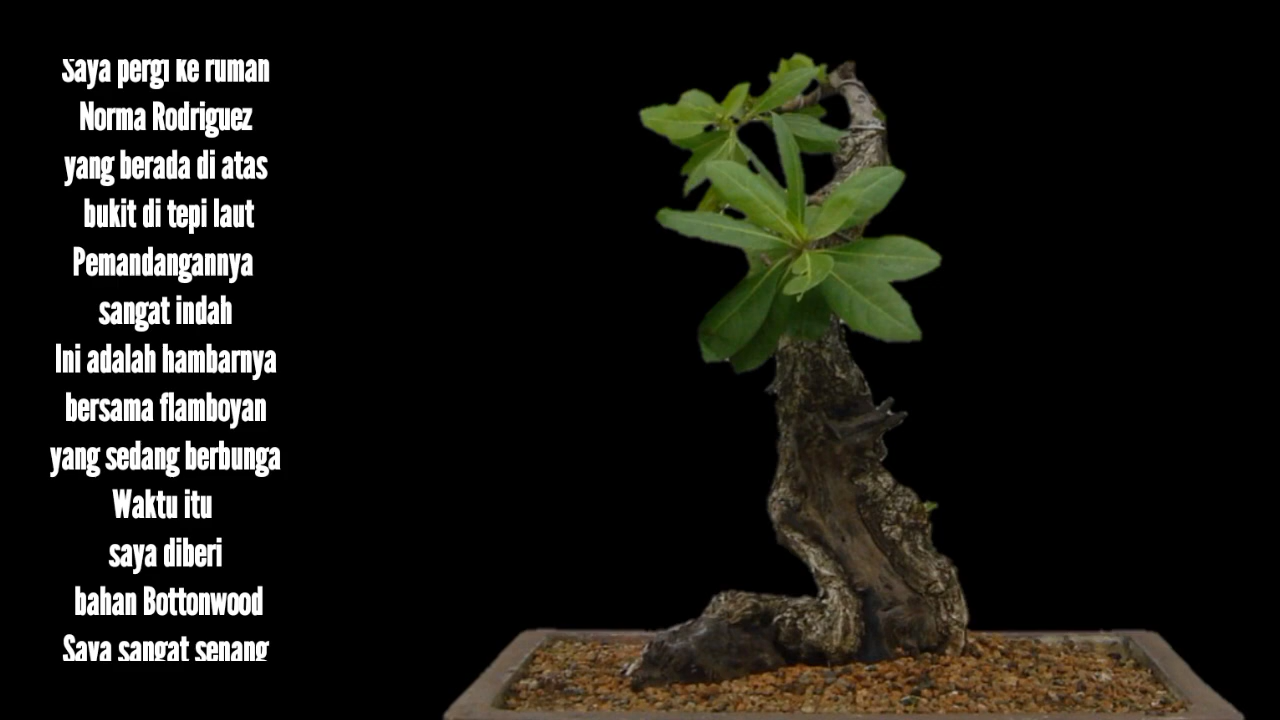 Saya pergi ke rumah
Norma Rodriguez
yang berada di atas
bukit di tepi laut
Pemandangannya
sangat indah
Ini adalah hambarnya
bersama flamboyan
yang sedang berbunga
Waktu itu
saya diberi
bahan Bottonwood
Saya sangat senang